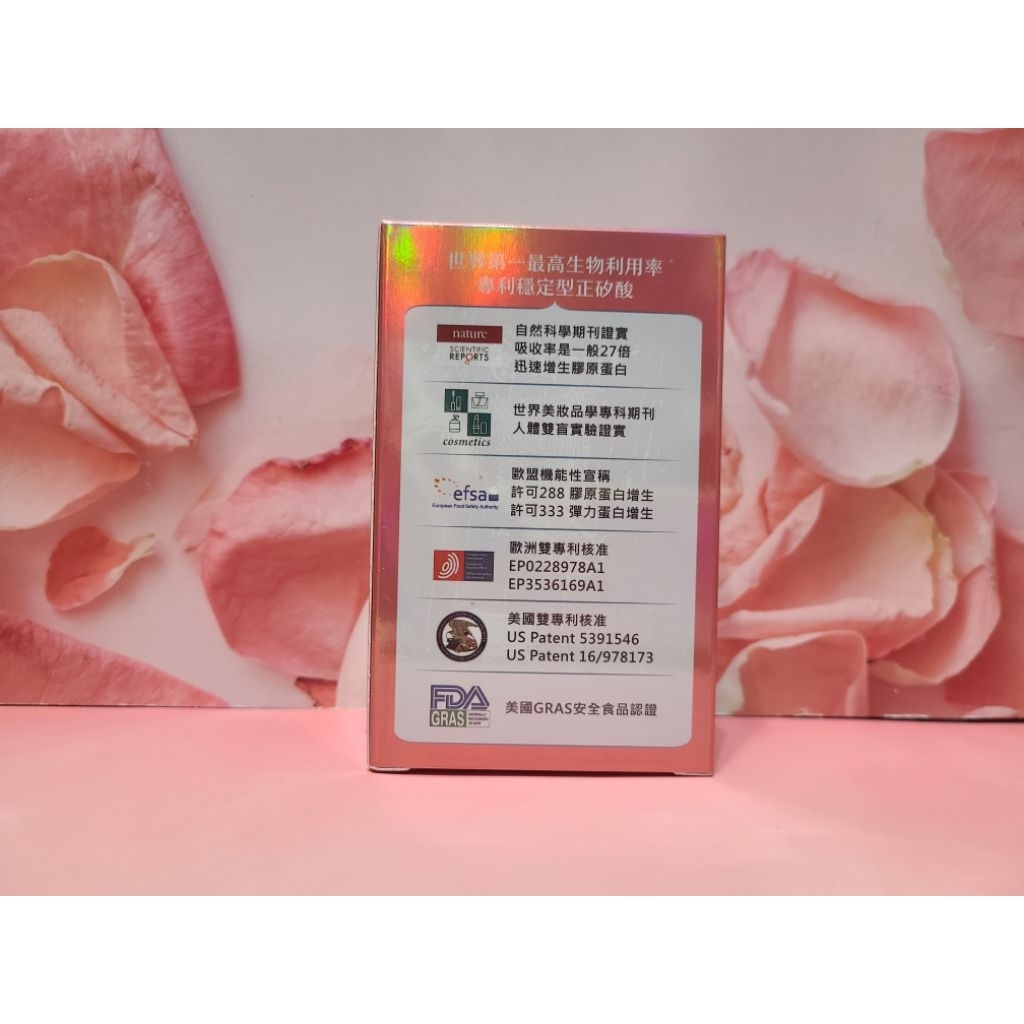 世界第一最高生物利用率
專利穩定型正矽酸
nature
SCIENTIFIC
REPORTS
自然科學期刊證實
吸收率是一般27倍
迅速增生膠原蛋白
cosmetics
世界美妝品學專科期刊
人體雙盲實驗證實
efsa
European Food Safety Authority
歐盟機能性宣稱
許可288 膠原蛋白增生
許可333 彈力蛋白增生
歐洲雙專利核准
EP0228978A1
EP3536169A1
美國雙專利核准
US Patent 5391546
US Patent 16/978173
FDA
GRAS
美國GRAS安全食品認證